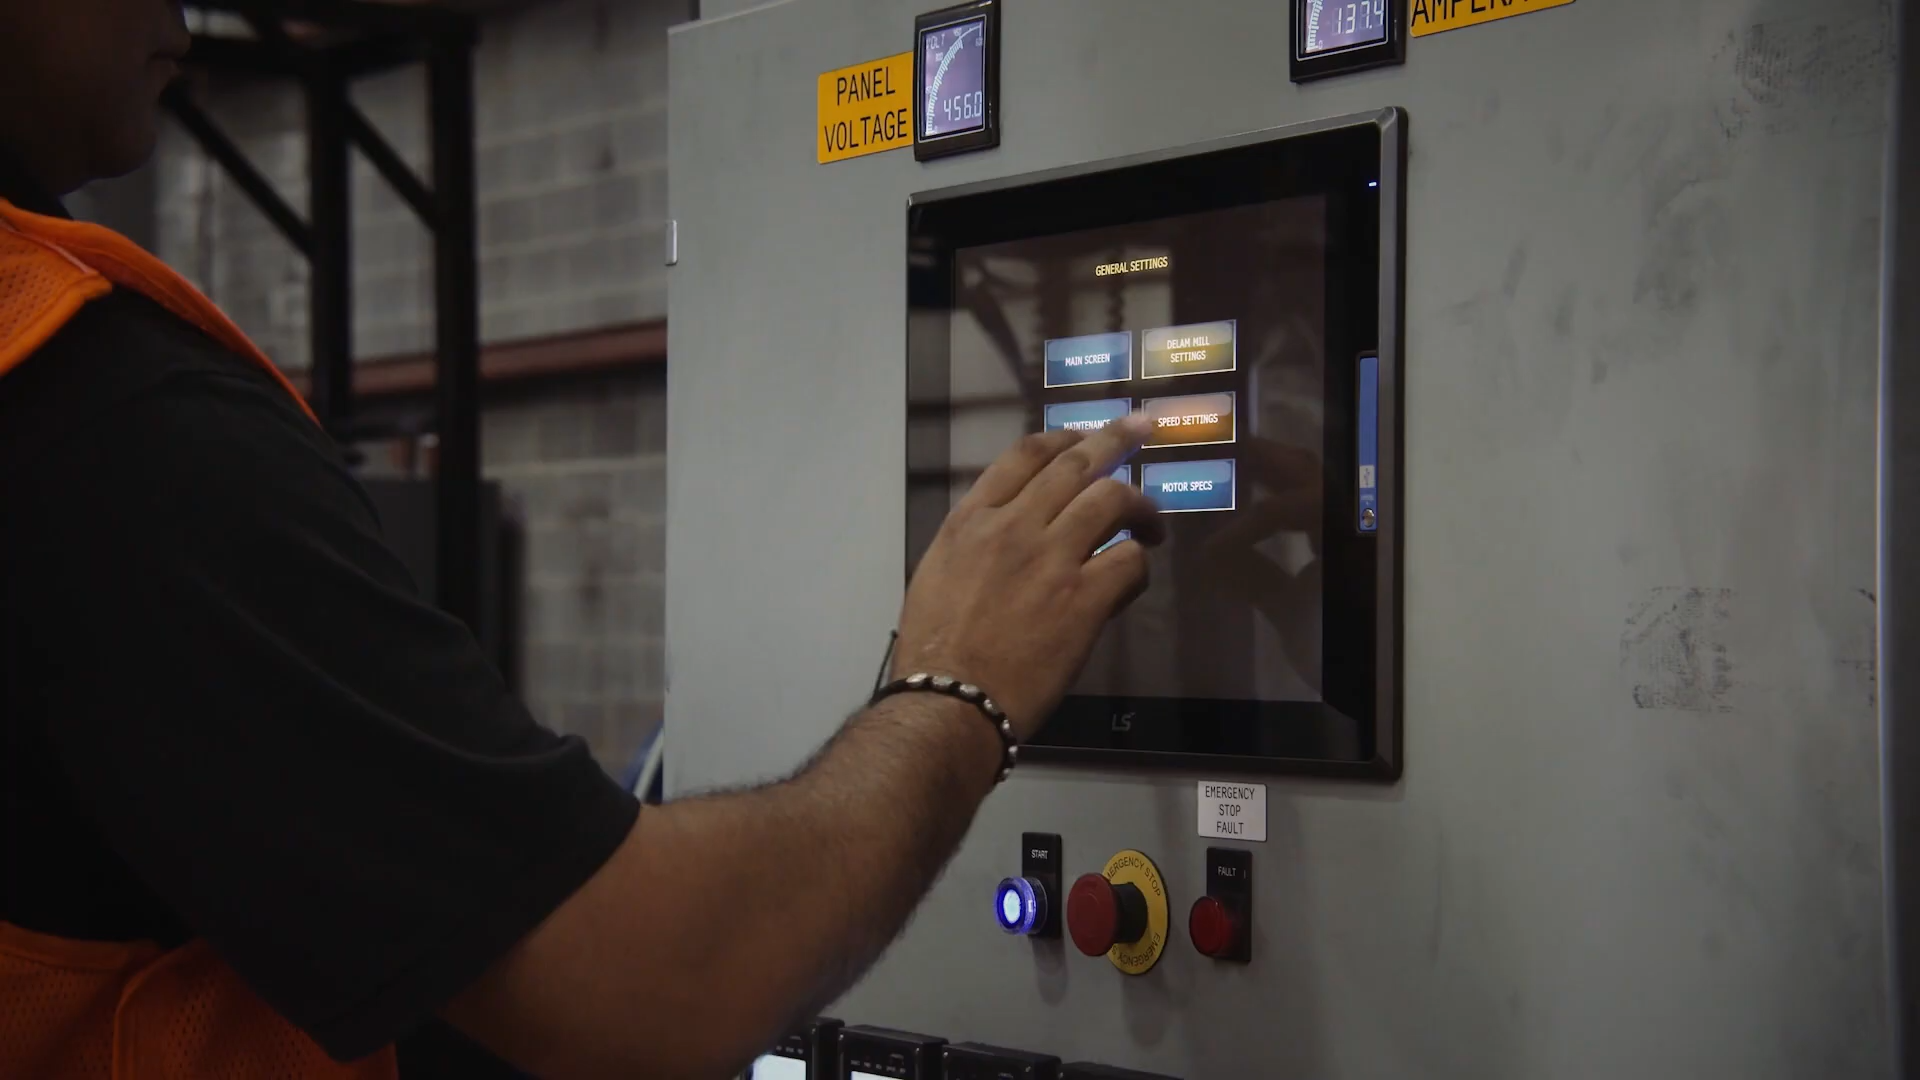 PANEL
VOLTAGE
VOLT
456.0
137.4
GENERAL SETTINGS
MAIN SCREEN
DELAM MILL
SETTINGS
MAINTENANCE
SPEED SETTINGS
MOTOR SPECS
LS
EMERGENCY
STOP
FAULT
START
EMERGENCY STOP
FAULT